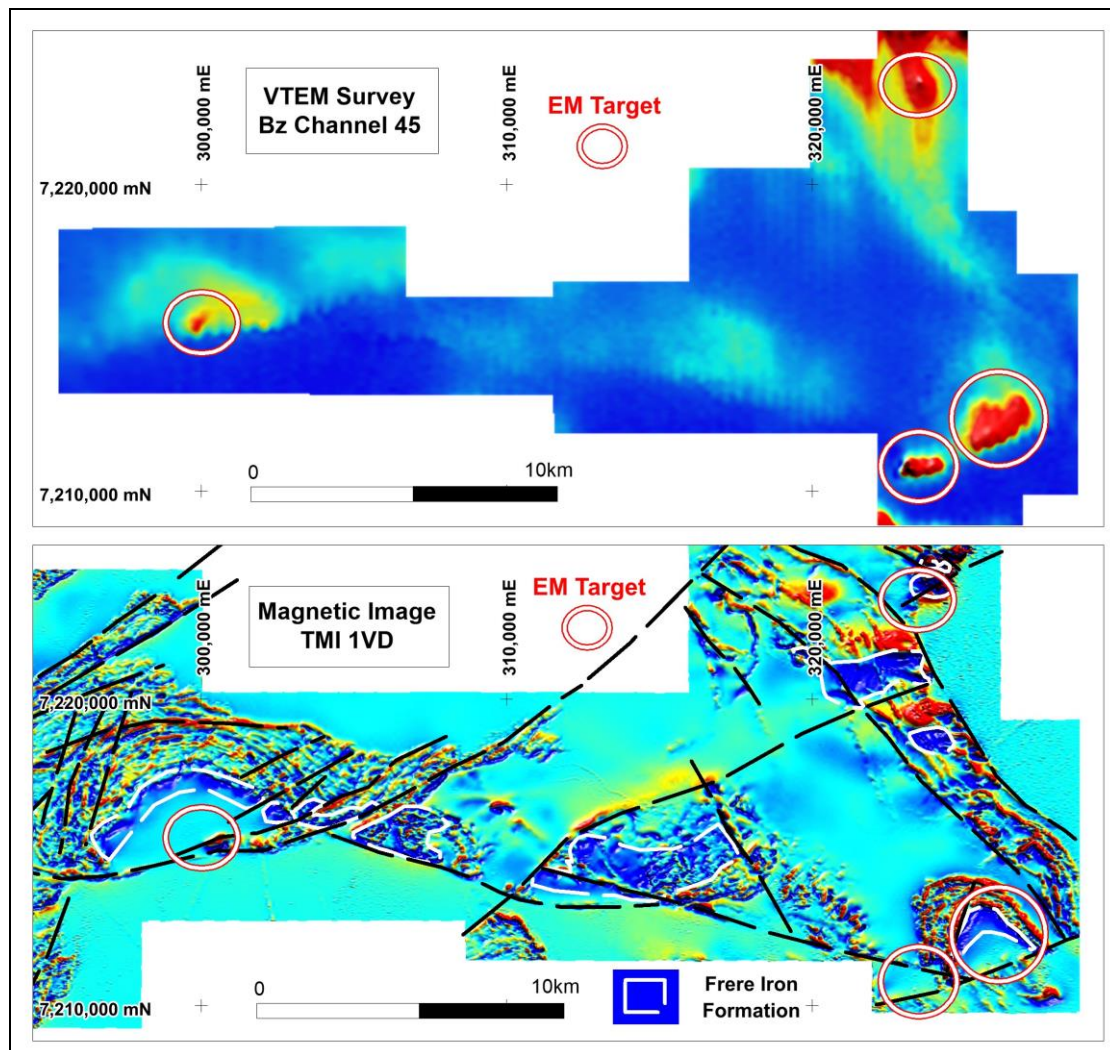 VTEM Survey
Bz Channel 45
300,000 mE
310,000 mE
320,000 mE
EM Target
7,220,000 mN
0
10km
7,210,000 mN
Magnetic Image
TMI 1VD
300,000 mE
310,000 mE
320,000 mE
EM Target
7,220,000 mN
0
10km
Frere Iron
Formation
7,210,000 mN